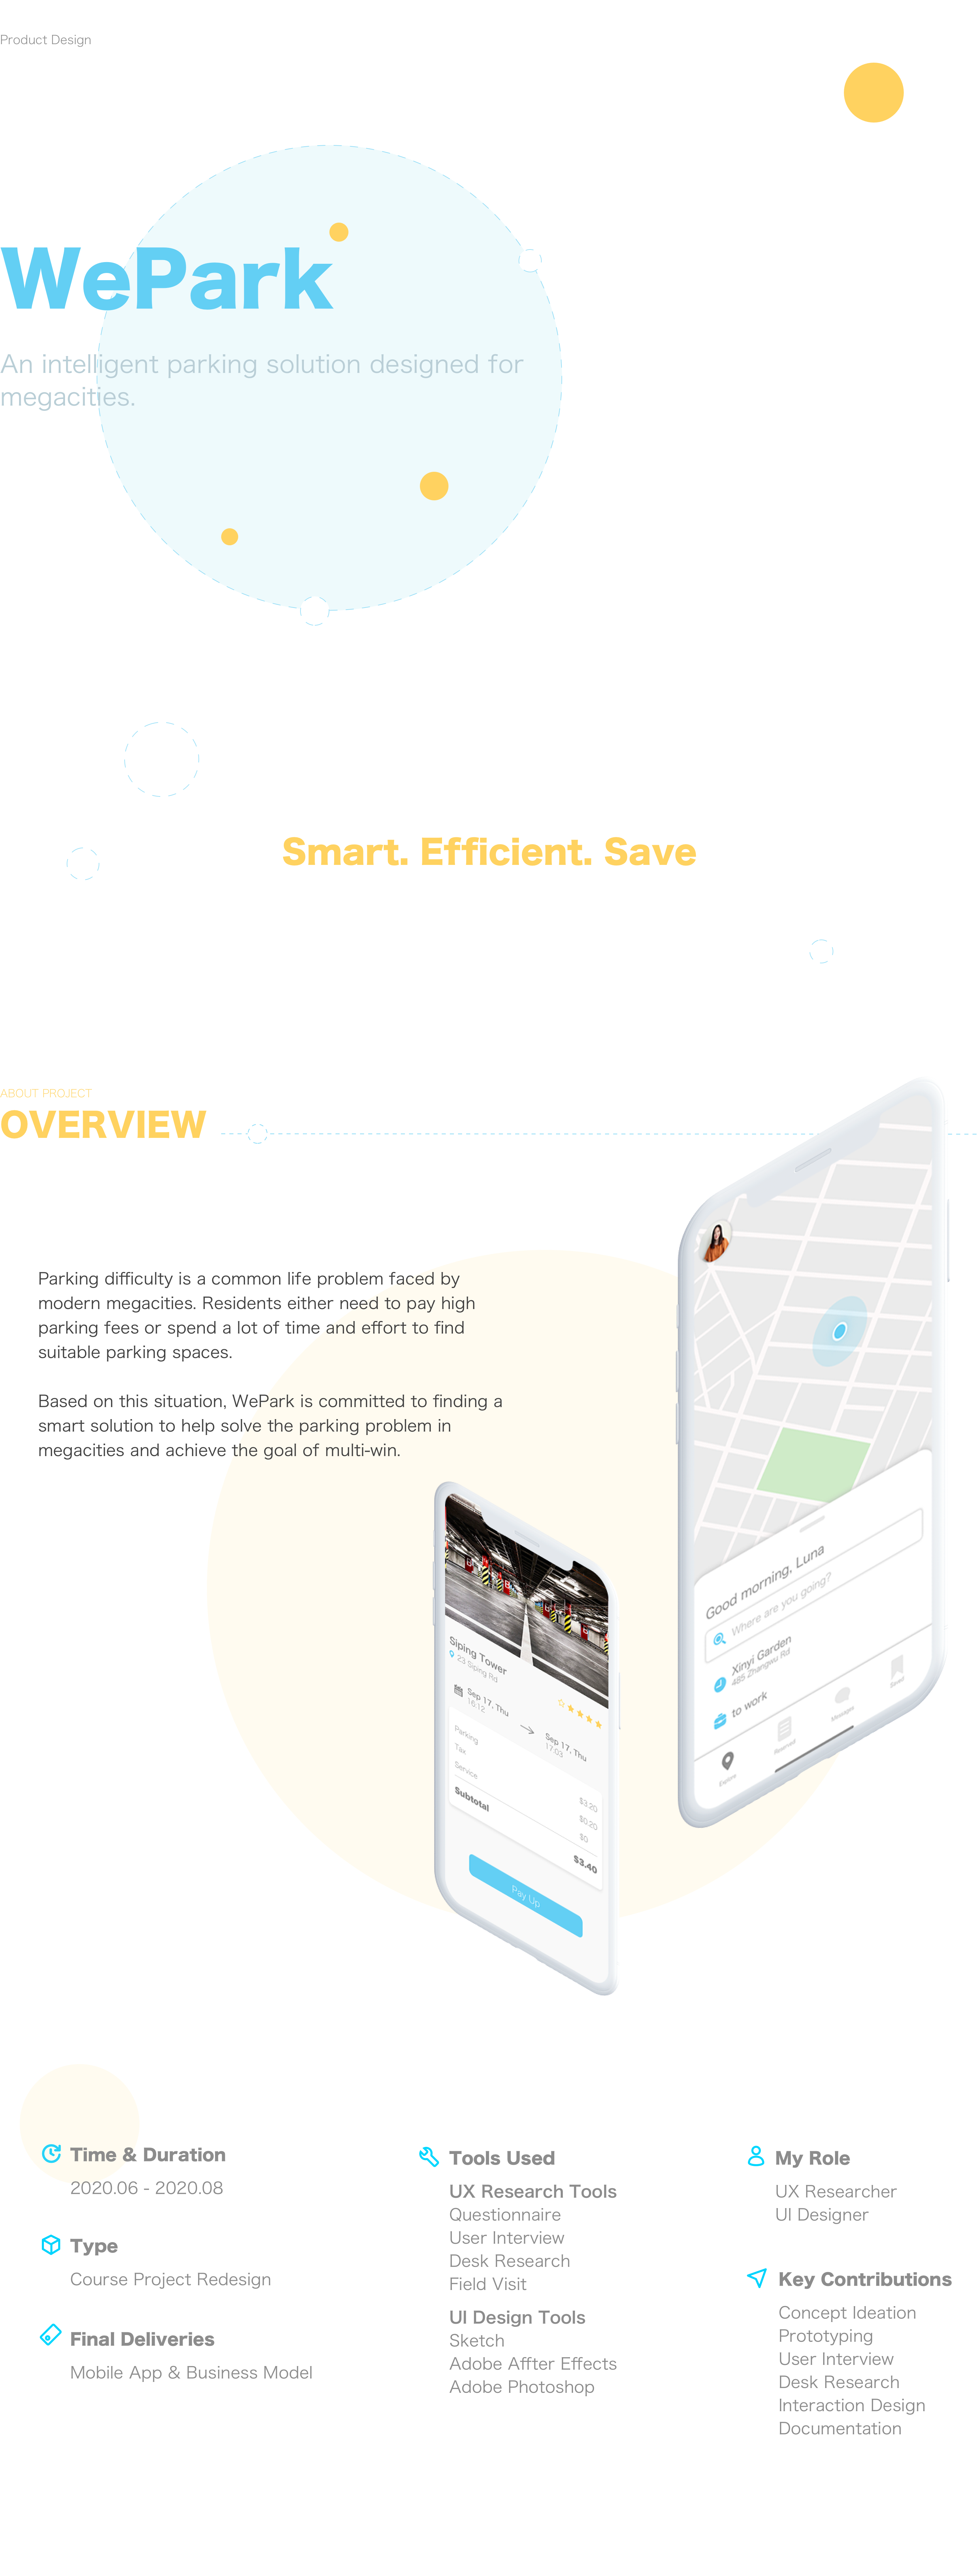 Product Design
WePark
An intelligent parking solution designed for
megacities.
Smart. Efficient. Save
ABOUT PROJECT
OVERVIEW
Parking difficulty is a common life problem faced by
modern megacities. Residents either need to pay high
parking fees or spend a lot of time and effort to find
suitable parking spaces.
Based on this situation, WePark is committed to finding a
smart solution to help solve the parking problem in
megacities and achieve the goal of multi-win.
Good morning, Luna
Where are you going?
Xinyi Garden
485 Zhangwu Rd
to work
Explore
Reserved
Messages
Saved
Siping Tower
23 Siping Rd
Sep 17, Thu
16:12
Sep 17, Thu
17:03
Parking
$3.20
Tax
$0.20
Service
$0
Subtotal
$3.40
Pay Up
Time & Duration
2020.06 - 2020.08
Type
Course Project Redesign
Final Deliveries
Mobile App & Business Model
Tools Used
UX Research Tools
Questionnaire
User Interview
Desk Research
Field Visit
UI Design Tools
Sketch
Adobe Affter Effects
Adobe Photoshop
My Role
UX Researcher
UI Designer
Key Contributions
Concept Ideation
Prototyping
User Interview
Desk Research
Interaction Design
Documentation